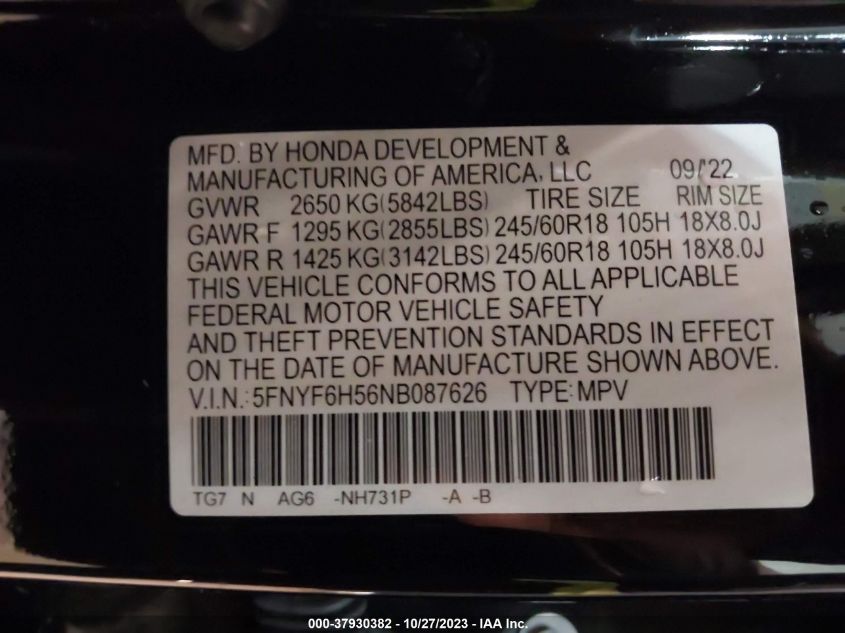 MFD. BY HONDA DEVELOPMENT &
MANUFACTURING OF AMERICA, LLC 09/'22
GVWR 2650 KG(5842LBS) TIRE SIZE RIM SIZE
GAWR F 1295 KG(2855LBS) 245/60R18 105H 18X8.0J
GAWR R 1425 KG(3142LBS) 245/60R18 105H 18X8.0J
THIS VEHICLE CONFORMS TO ALL APPLICABLE
FEDERAL MOTOR VEHICLE SAFETY
AND THEFT PREVENTION STANDARDS IN EFFECT
ON THE DATE OF MANUFACTURE SHOWN ABOVE.
V.I.N.: 5FNYF6H56NB087626 TYPE: MPV
TG7 N AG6 -NH731P -A -B
000-37930382 / 10/27/2023 / © Copyright IAA, Inc.